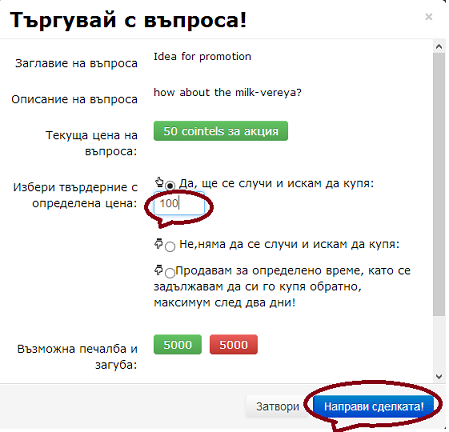 Търгувай с въпроса!
×
Заглавие на въпроса
Idea for promotion
Описание на въпроса
how about the milk-vereya?
Текуща цена на
въпроса:
50 cointels за акция
Избери твърдерние с
определена цена:
Да, ще се случи и искам да купя:
100
Не,няма да се случи и искам да купя:
Продавам за определено време, като се
задължавам да си го купя обратно,
максимум след два дни!
Възможна печалба и
загуба:
5000 5000
Затвори Направи сделката!